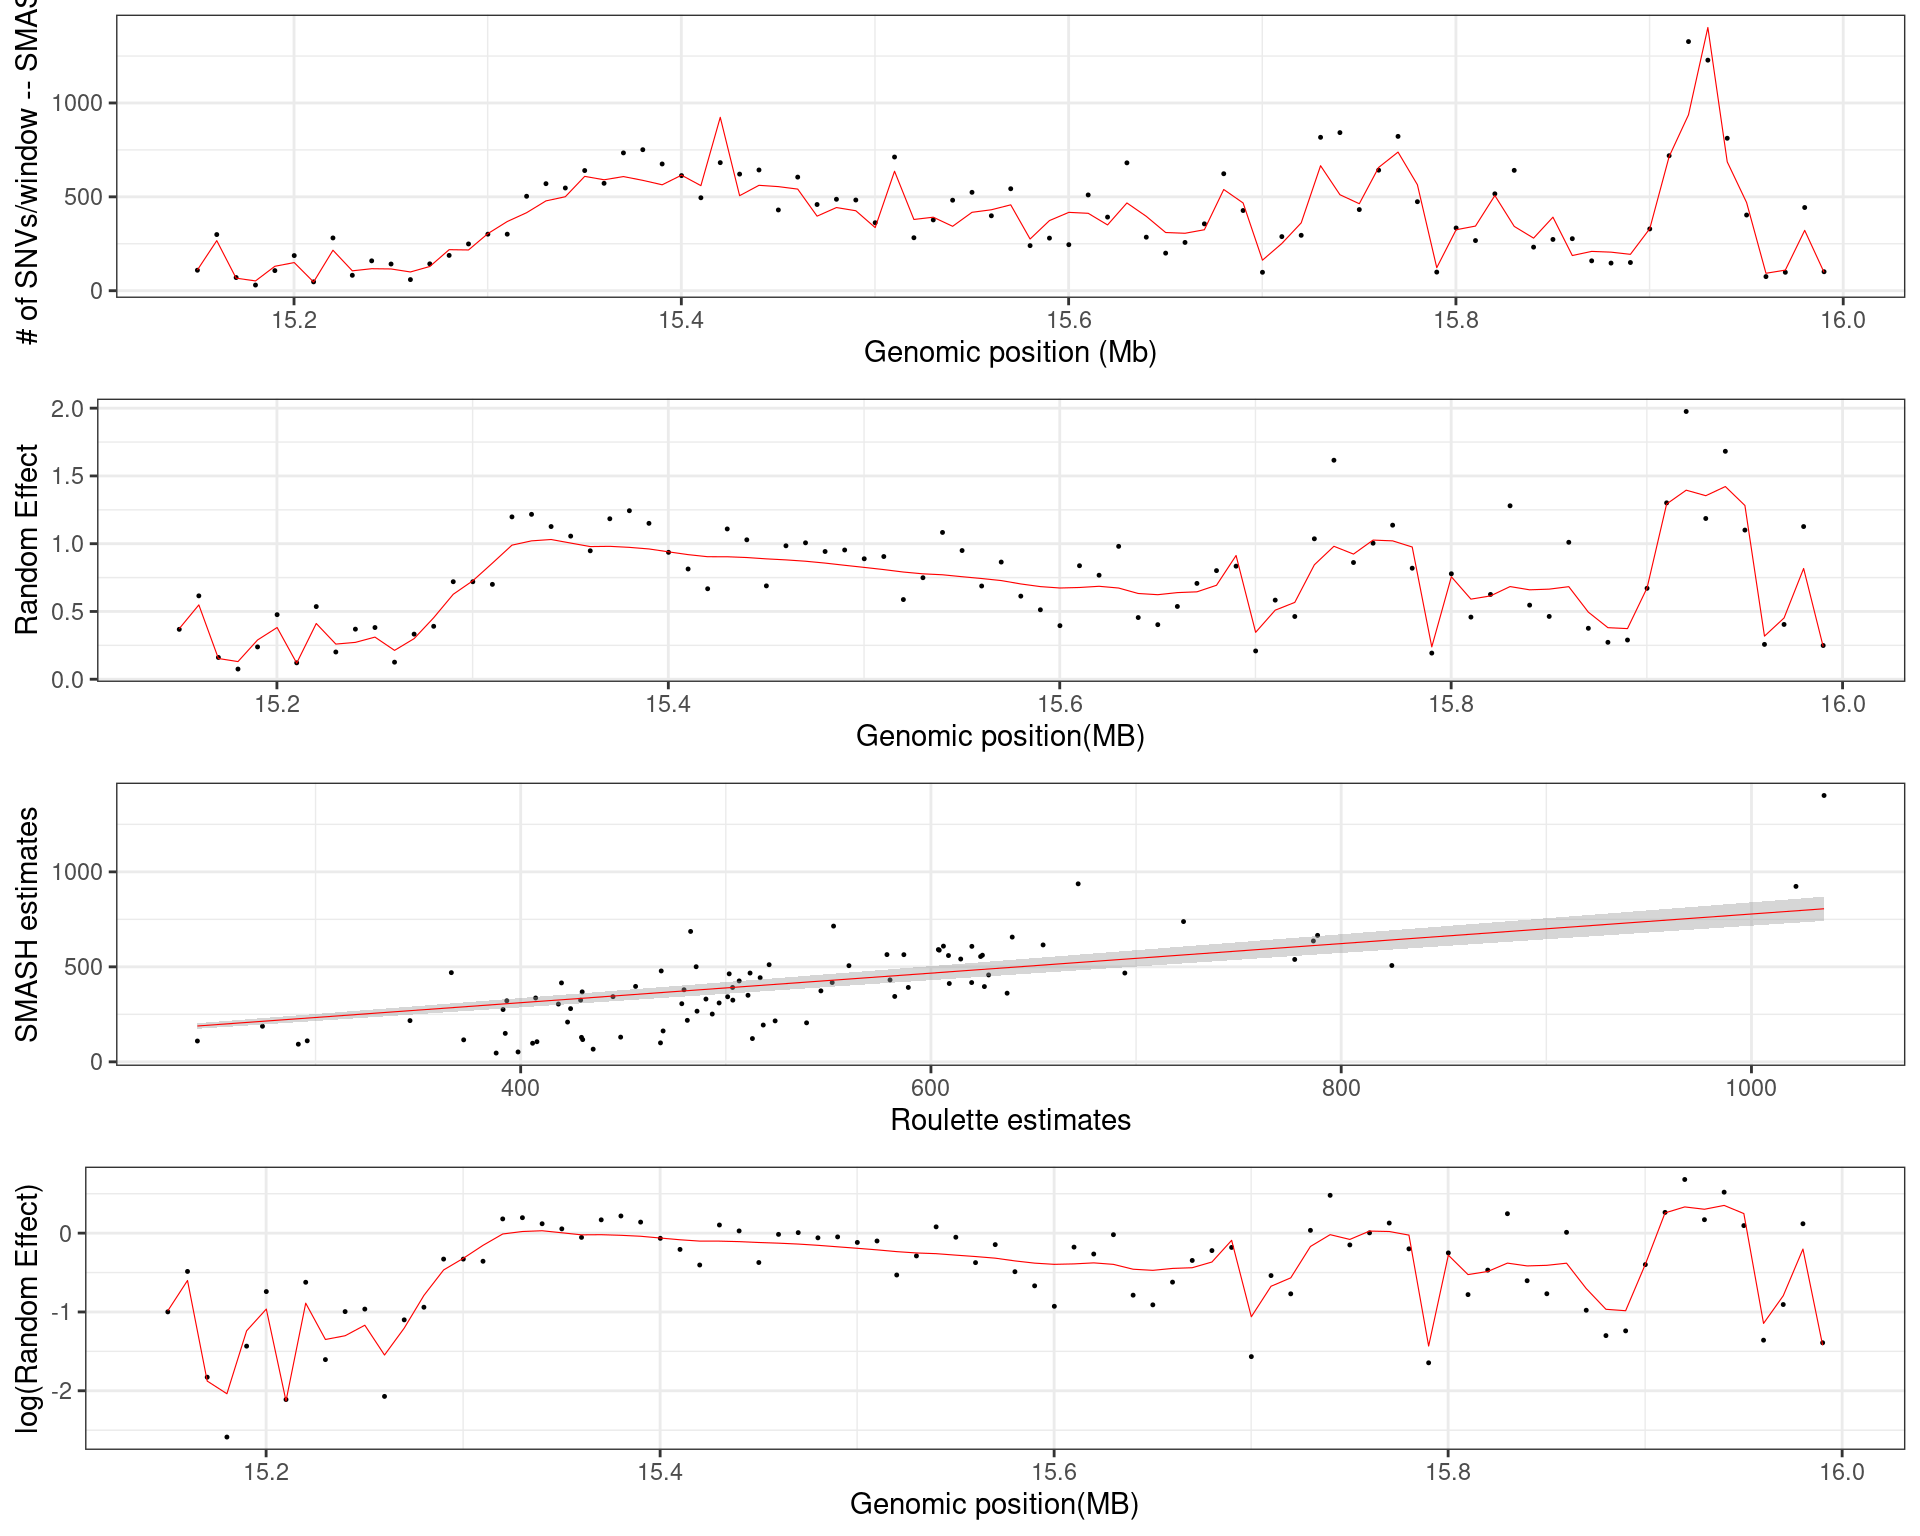 # of SNVs/window -- SMAS
1000
500
0
15.2 15.4 15.6 15.8 16.0
Genomic position (Mb)
Random Effect
2.0
1.5
1.0
0.5
0.0
15.2 15.4 15.6 15.8 16.0
Genomic position(MB)
SMASH estimates
1000
500
0
400 600 800 1000
Roulette estimates
log(Random Effect)
0
-1
-2
15.2 15.4 15.6 15.8 16.0
Genomic position(MB)